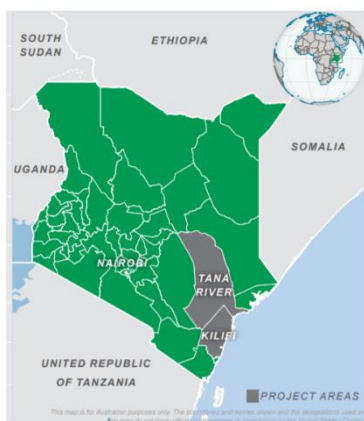 SOUTH
SUDAN
ETHIOPIA
SOMALIA
UGANDA
NAIROBI
TANA
RIVER
KILIFI
UNITED REPUBLIC
OF TANZANIA
PROJECT AREAS
This map is for illustration purposes only. The boundaries and names shown and the designations used on